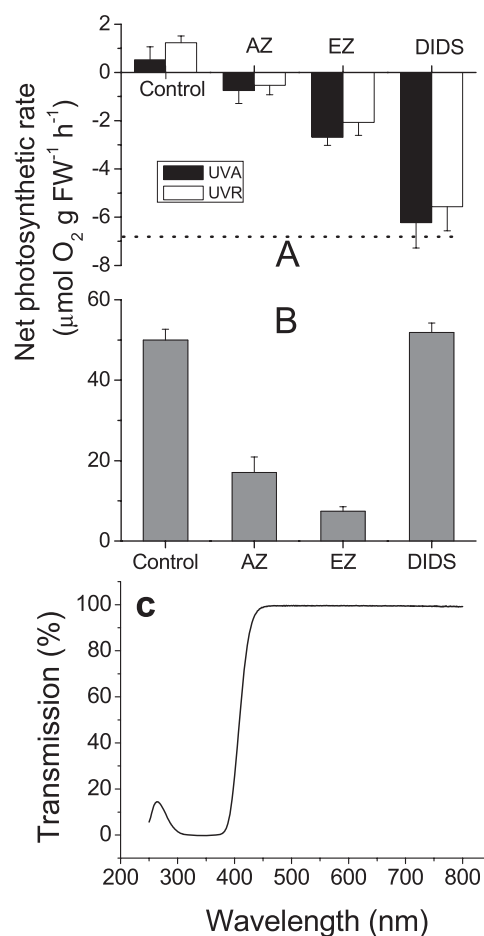 2
0
-2
-4
-6
-8
AZ
EZ
DIDS
Control
UVA
UVR
A
Net photosynthetic rate
(μmol O2 g FW-1 h-1)
60
40
20
0
B
Control
AZ
EZ
DIDS
100
80
60
40
20
0
c
Transmission (%)
200
300
400
500
600
700
800
Wavelength (nm)